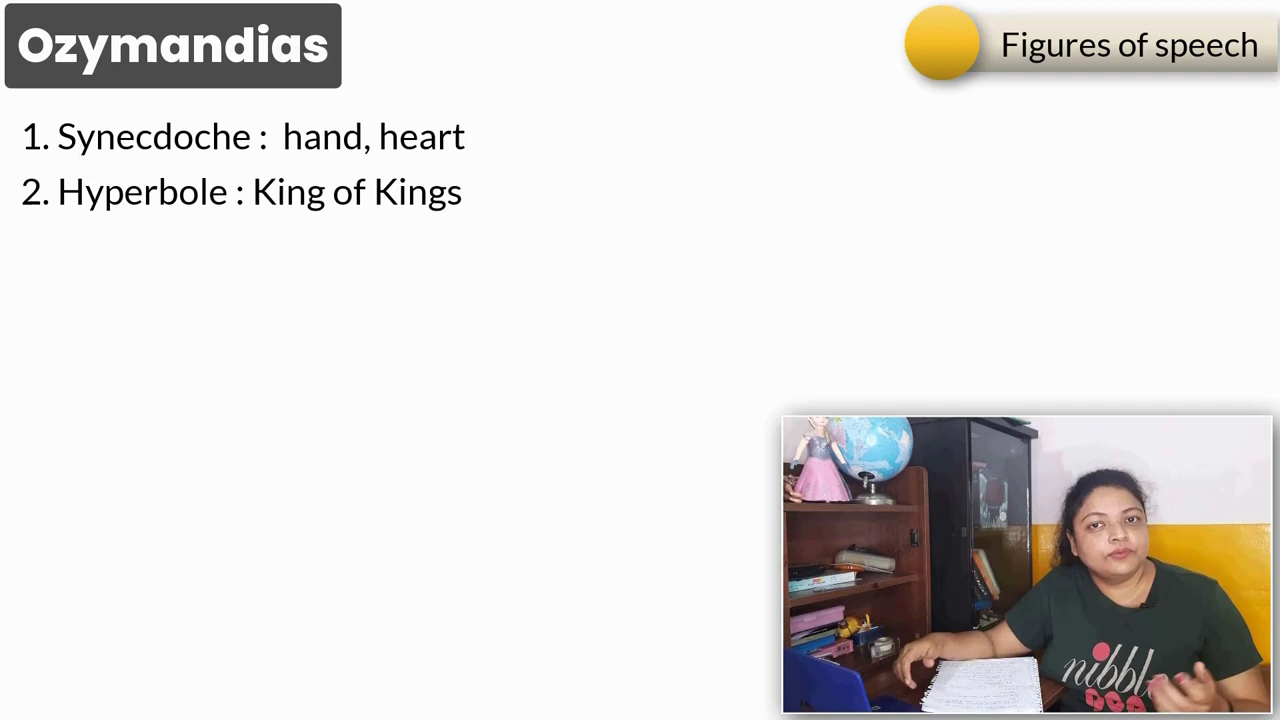 Ozymandias
Figures of speech
1. Synecdoche : hand, heart
2. Hyperbole : King of Kings